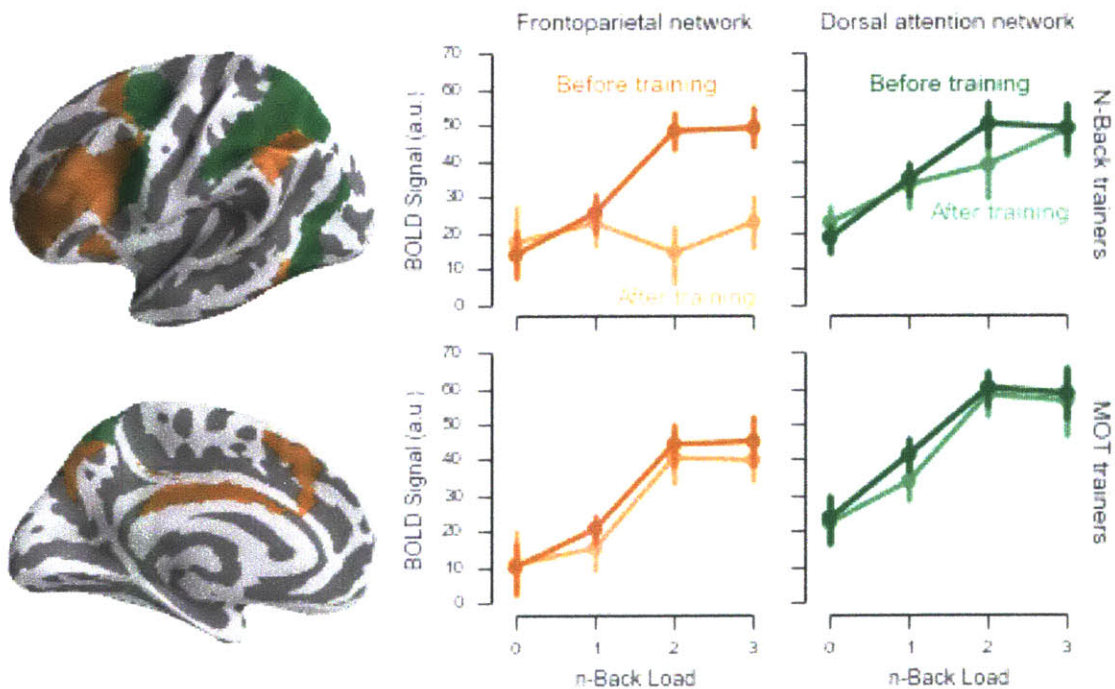 Frontoparietal network
Dorsal attention network
BOLD Signal (a.u.)
70
60
50
40
30
20
10
0
Before training
After training
Before training
After training
N-Back trainers
BOLD Signal (a.u.)
70
60
50
40
30
20
10
0
MOT trainers
0 1 2 3
n-Back Load
0 1 2 3
n-Back Load